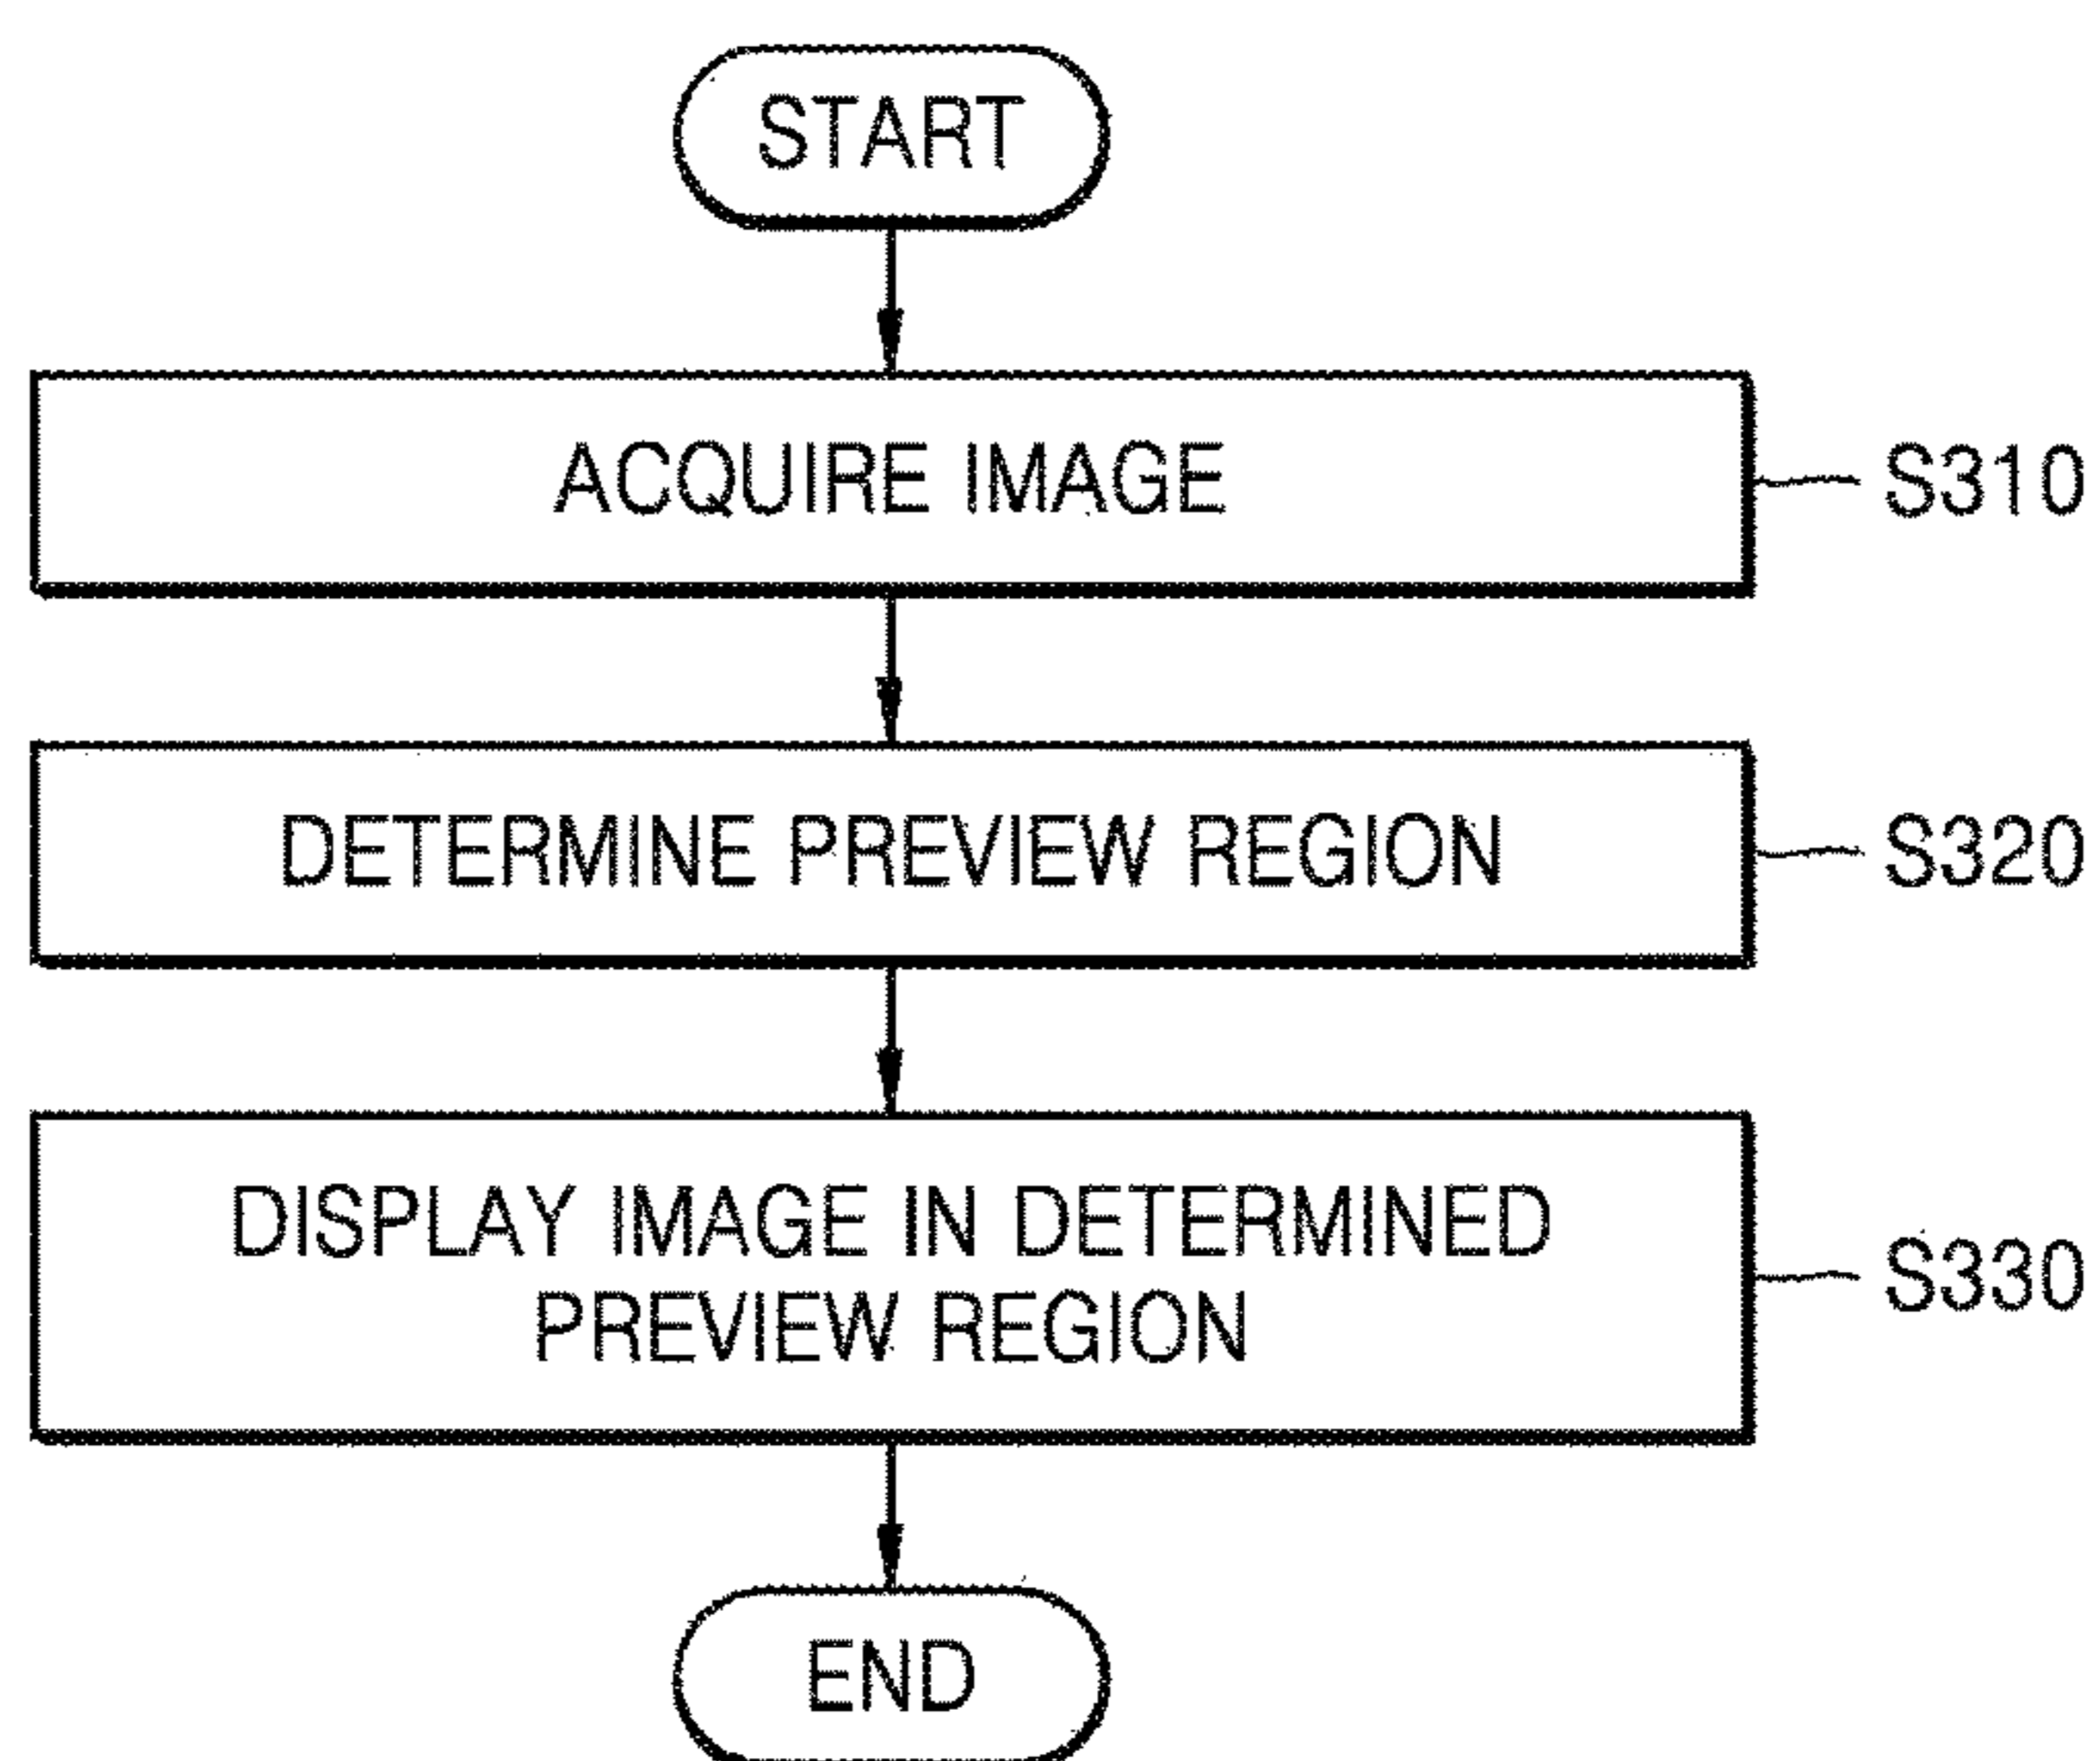 START
ACQUIRE IMAGE
S310
DETERMINE PREVIEW REGION
S320
DISPLAY IMAGE IN DETERMINED
PREVIEW REGION
S330
END